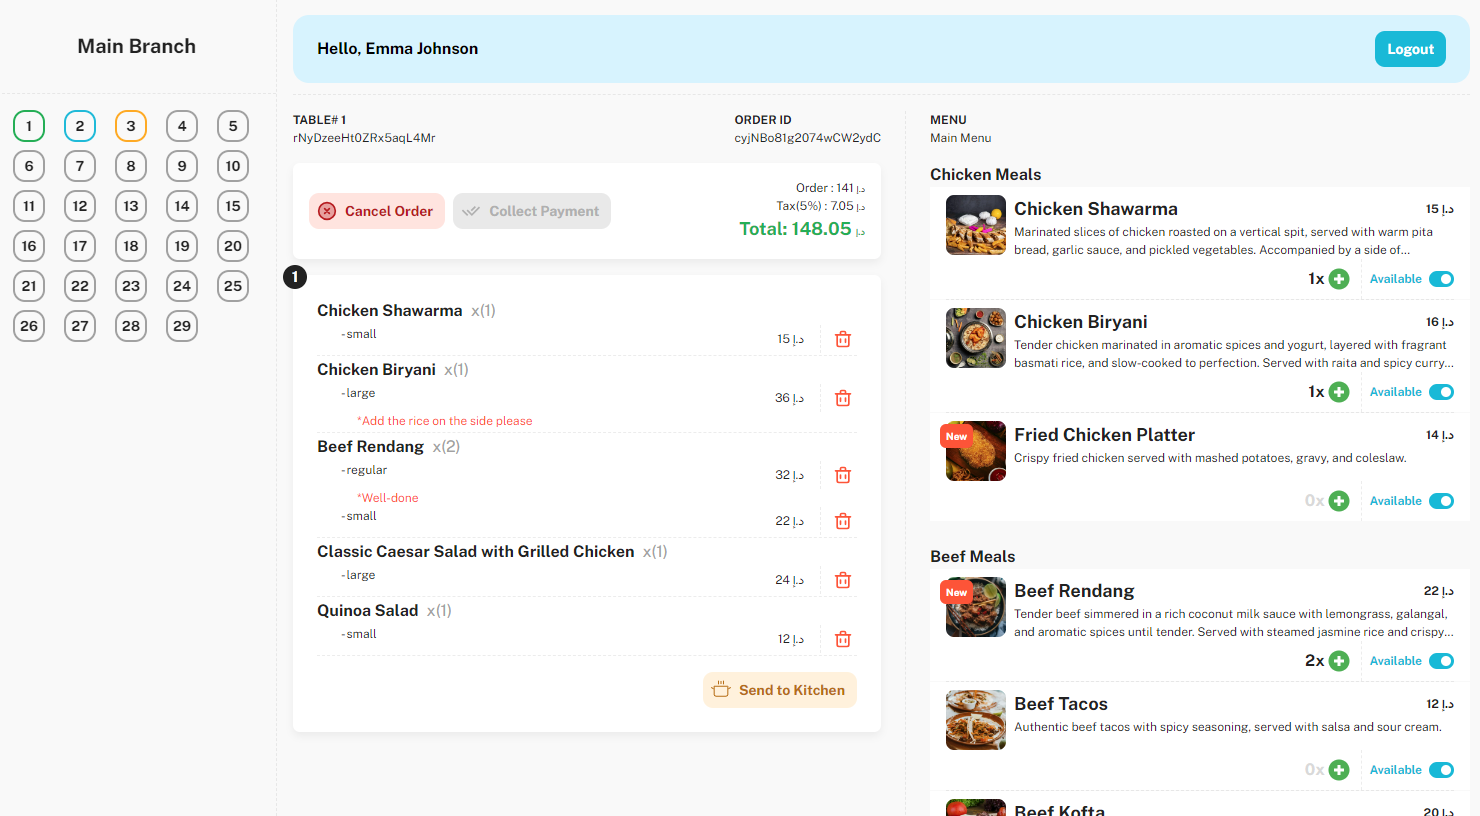 Main Branch
1
2
3
4
5
6
7
8
9
10
11
12
13
14
15
16
17
18
19
20
21
22
23
24
25
26
27
28
29
Hello, Emma Johnson
Logout
TABLE# 1
rNyDzeeHt0ZRx5aqL4Mr
ORDER ID
cyjNBo81g2074wCW2ydC
Cancel Order
Collect Payment
Order : 141 د.إ
Tax(5%) : 7.05 د.إ
Total: 148.05 د.إ
1
Chicken Shawarma x(1)
-small
15 د.إ
Chicken Biryani x(1)
-large
36 د.إ
*Add the rice on the side please
Beef Rendang x(2)
-regular
32 د.إ
*Well-done
-small
22 د.إ
Classic Caesar Salad with Grilled Chicken x(1)
-large
24 د.إ
Quinoa Salad x(1)
-small
12 د.إ
Send to Kitchen
MENU
Main Menu
Chicken Meals
Chicken Shawarma
15 د.إ
Marinated slices of chicken roasted on a vertical spit, served with warm pita
bread, garlic sauce, and pickled vegetables. Accompanied by a side of...
1x
Available
Chicken Biryani
16 د.إ
Tender chicken marinated in aromatic spices and yogurt, layered with fragrant
basmati rice, and slow-cooked to perfection. Served with raita and spicy curry...
1x
Available
New
Fried Chicken Platter
14 د.إ
Crispy fried chicken served with mashed potatoes, gravy, and coleslaw.
0x
Available
Beef Meals
New
Beef Rendang
22 د.إ
Tender beef simmered in a rich coconut milk sauce with lemongrass, galangal,
and aromatic spices until tender. Served with steamed jasmine rice and crispy...
2x
Available
Beef Tacos
12 د.إ
Authentic beef tacos with spicy seasoning, served with salsa and sour cream.
0x
Available
Beef Kofta
20 د.إ